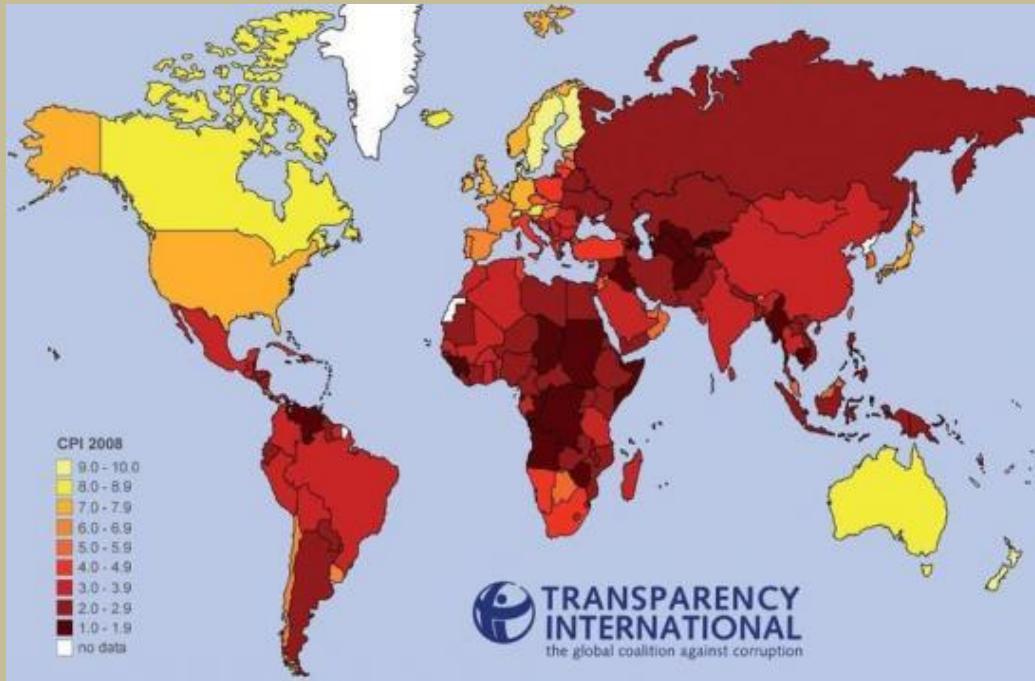 CPI 2008
9.0 - 10.0
8.0 - 8.9
7.0 - 7.9
6.0 - 6.9
5.0 - 5.9
4.0 - 4.9
3.0 - 3.9
2.0 - 2.9
1.0 - 1.9
no data
TRANSPARENCY
INTERNATIONAL
the global coalition against corruption